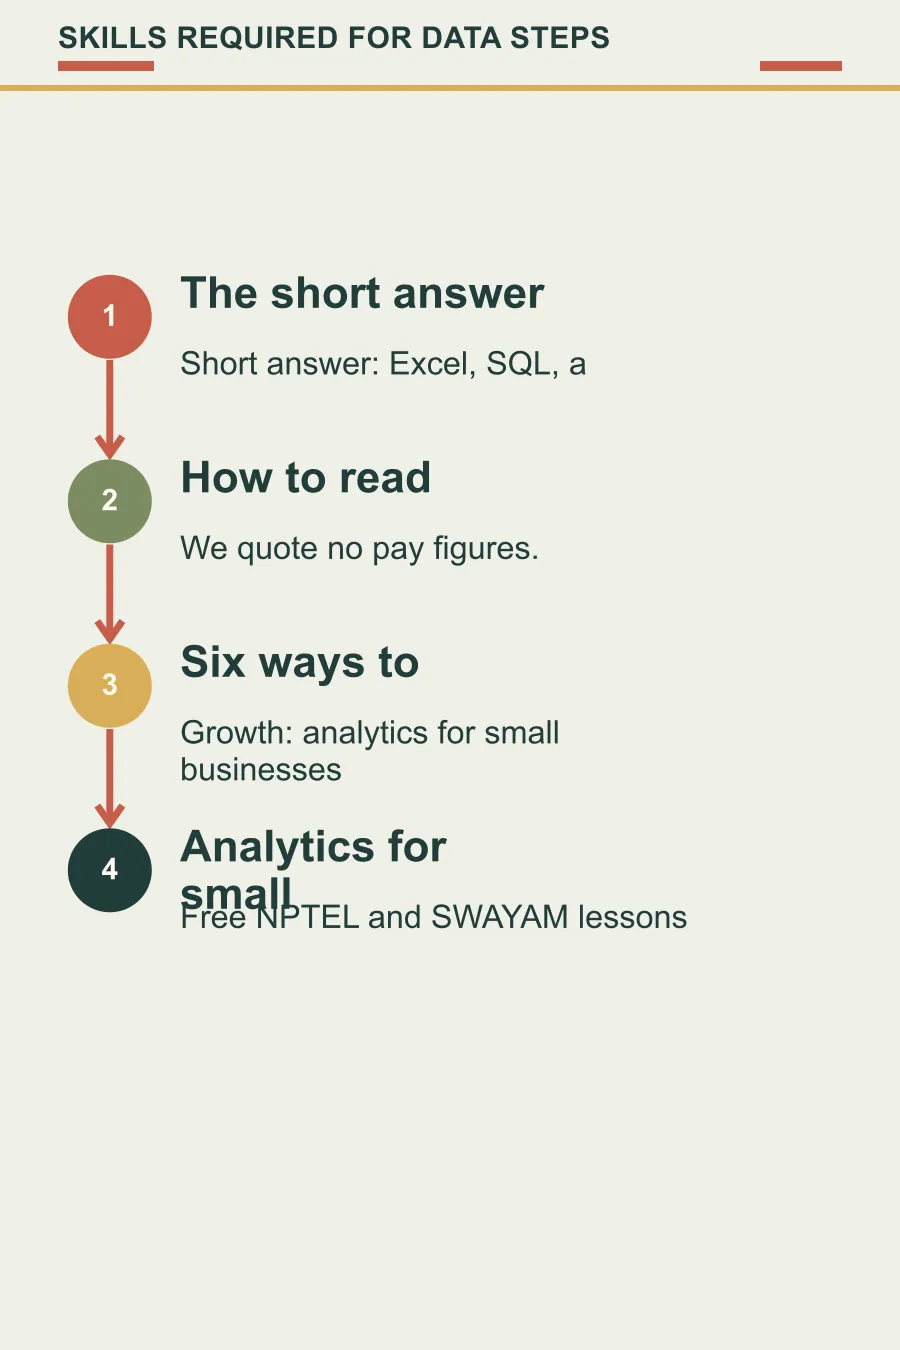 SKILLS REQUIRED FOR DATA STEPS
1
The short answer
Short answer: Excel, SQL, a
2
How to read
We quote no pay figures.
3
Six ways to
Growth: analytics for small
businesses
4
Analytics for
small
Free NPTEL and SWAYAM lessons